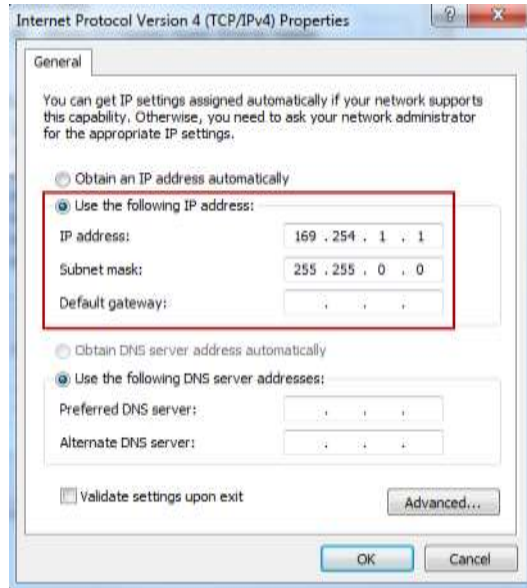 Internet Protocol Version 4 (TCP/IPv4) Properties
General
You can get IP settings assigned automatically if your network supports
this capability. Otherwise, you need to ask your network administrator
for the appropriate IP settings.
Obtain an IP address automatically
Use the following IP address:
IP address: 169 . 254 . 1 . 1
Subnet mask: 255 . 255 . 0 . 0
Default gateway: . . .
Obtain DNS server address automatically
Use the following DNS server addresses:
Preferred DNS server: . . .
Alternate DNS server: . . .
Validate settings upon exit
Advanced...
OK Cancel